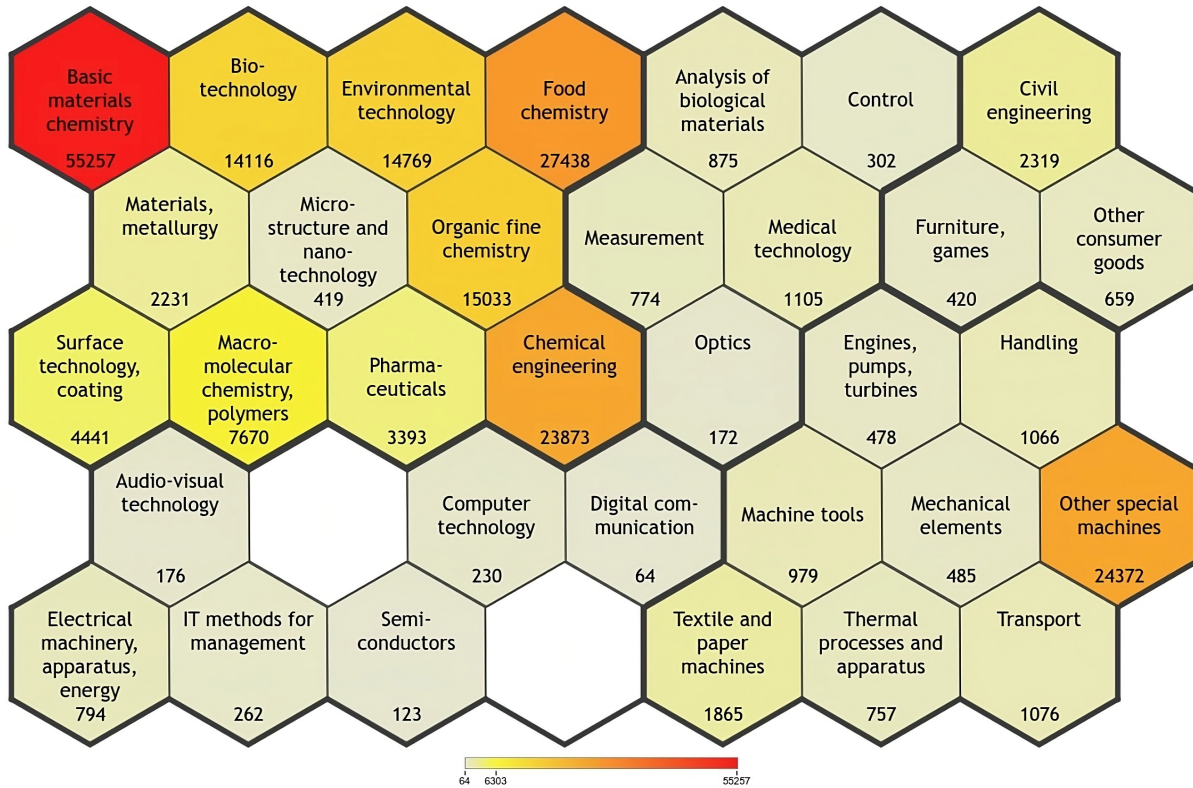 Basic
materials
chemistry
55257
Bio-
technology
14116
Environmental
technology
14769
Food
chemistry
27438
Analysis of
biological
materials
875
Control
302
Civil
engineering
2319
Materials,
metallurgy
2231
Micro-
structure and
nano-
technology
419
Organic fine
chemistry
15033
Measurement
774
Medical
technology
1105
Furniture,
games
420
Other
consumer
goods
659
Surface
technology,
coating
4441
Macro-
molecular
chemistry,
polymers
7670
Pharma-
ceuticals
3393
Chemical
engineering
23873
Optics
172
Engines,
pumps,
turbines
478
Handling
1066
Audio-visual
technology
176
Computer
technology
230
Digital com-
munication
64
Machine tools
979
Mechanical
elements
485
Other special
machines
24372
Electrical
machinery,
apparatus,
energy
794
IT methods for
management
262
Semi-
conductors
123
Textile and
paper
machines
1865
Thermal
processes and
apparatus
757
Transport
1076
64 6303 55257